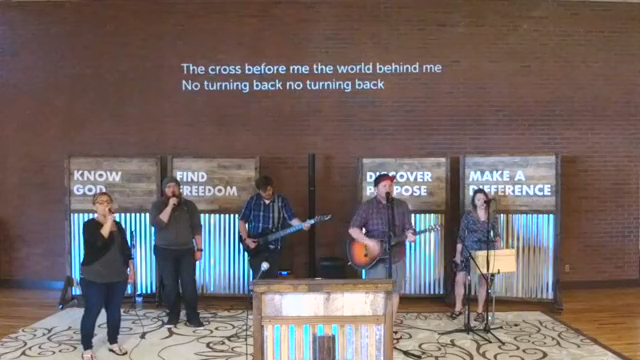 The cross before me the world behind me
No turning back no turning back
KNOW
GOD
FIND
FREEDOM
DISCOVER
PURPOSE
MAKE A
DIFFERENCE